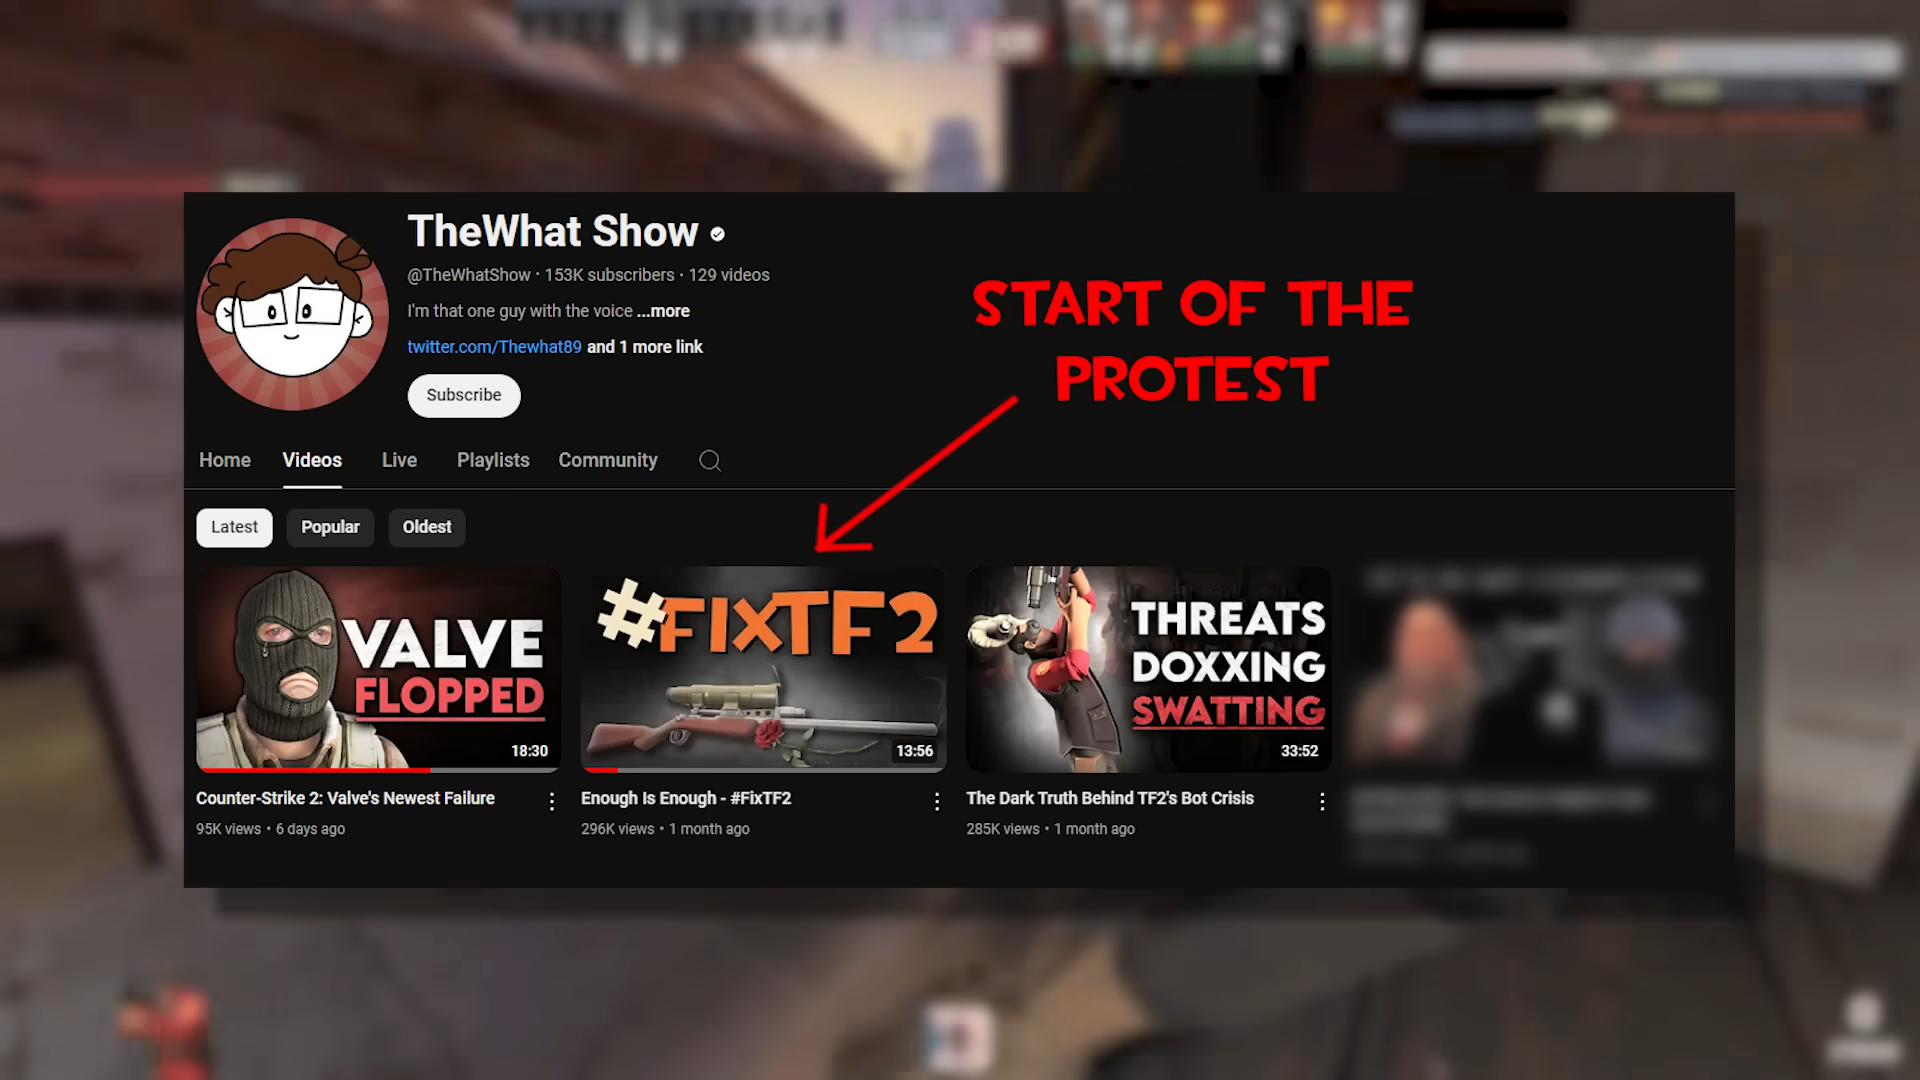 TheWhat Show
@TheWhatShow · 153K subscribers · 129 videos
I'm that one guy with the voice ...more
twitter.com/Thewhat89 and 1 more link
Subscribe
START OF THE
PROTEST
Home Videos Live Playlists Community
Latest Popular Oldest
VALVE
FLOPPED
18:30
#FIXTF2
13:56
THREATS
DOXXING
SWATTING
33:52
Counter-Strike 2: Valve's Newest Failure
95K views • 6 days ago
Enough Is Enough - #FixTF2
296K views • 1 month ago
The Dark Truth Behind TF2's Bot Crisis
285K views • 1 month ago